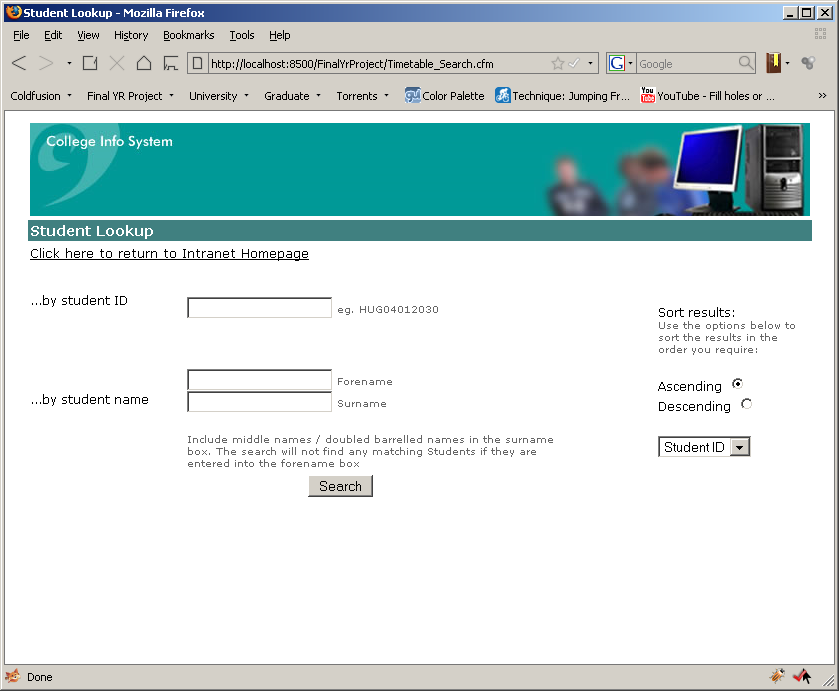 Student Lookup - Mozilla Firefox
File Edit View History Bookmarks Tools Help
http://localhost:8500/FinalYrProject/Timetable_Search.cfm
G Google
Coldfusion Final YR Project University Graduate Torrents Color Palette Technique: Jumping Fr... YouTube - Fill holes or ... »
College Info System
Student Lookup
Click here to return to Intranet Homepage
...by student ID
eg. HUG04012030
Sort results:
Use the options below to
sort the results in the
order you require:
Forename
Ascending
...by student name
Surname
Descending
Include middle names / doubled barrelled names in the surname
box. The search will not find any matching Students if they are
entered into the forename box
Student ID
Search
Done